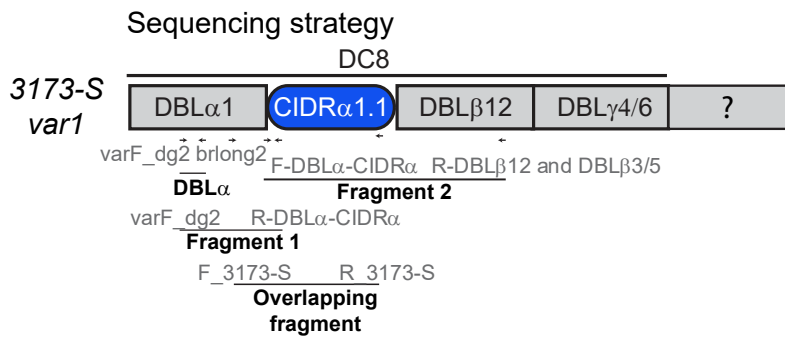 Sequencing strategy
DC8
3173-S
var1
DBLα1 CIDRα1.1 DBLβ12 DBLγ4/6 ?
varF_dg2 brlong2
F-DBLα-CIDRα R-DBLβ12 and DBLβ3/5
DBLα
Fragment 2
varF_dg2 R-DBLα-CIDRα
Fragment 1
F_3173-S R_3173-S
Overlapping
fragment